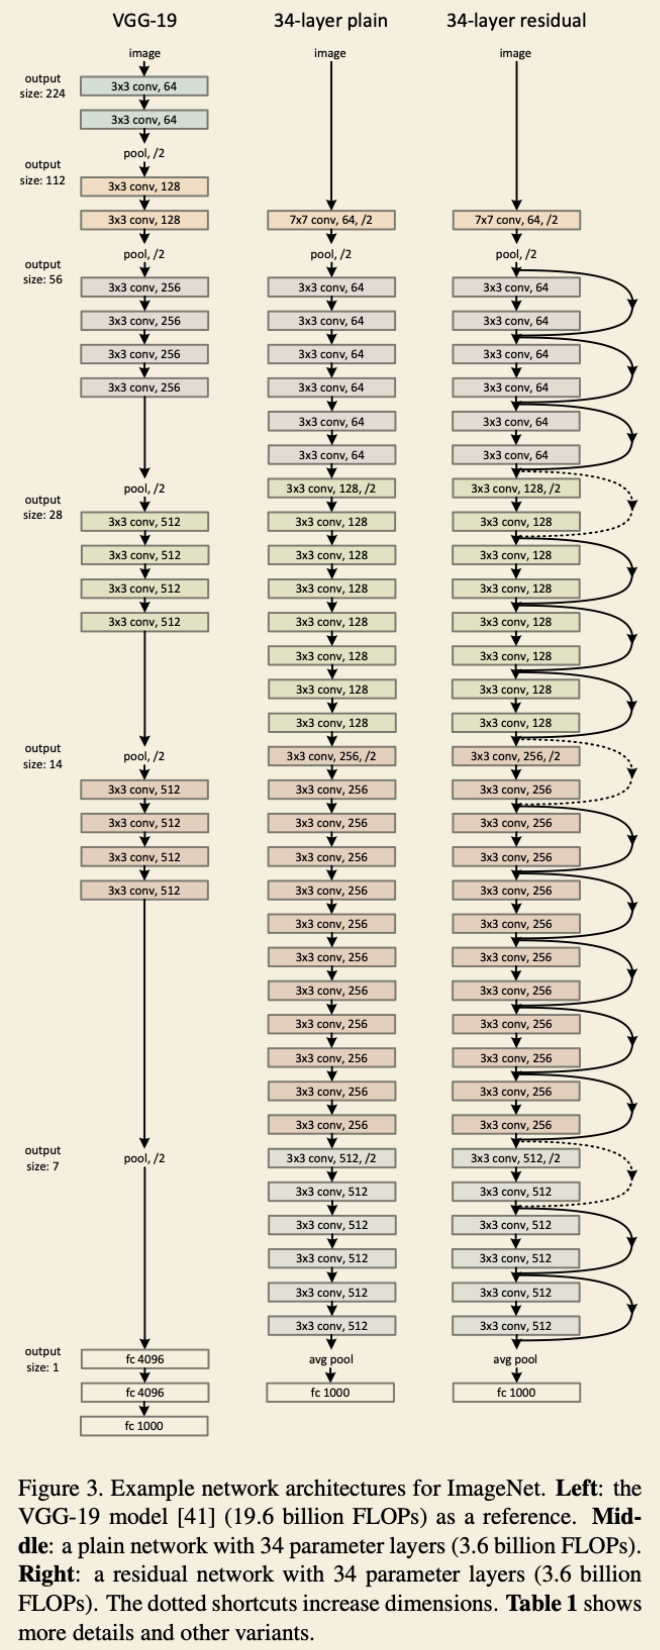 output
size: 224
output
size: 112
output
size: 56
output
size: 28
output
size: 14
output
size: 7
output
size: 1
VGG-19
image
3x3 conv, 64
3x3 conv, 64
pool, /2
3x3 conv, 128
3x3 conv, 128
pool, /2
3x3 conv, 256
3x3 conv, 256
3x3 conv, 256
3x3 conv, 256
pool, /2
3x3 conv, 512
3x3 conv, 512
3x3 conv, 512
3x3 conv, 512
pool, /2
3x3 conv, 512
3x3 conv, 512
3x3 conv, 512
3x3 conv, 512
pool, /2
fc 4096
fc 4096
fc 1000
34-layer plain
image
7x7 conv, 64, /2
pool, /2
3x3 conv, 64
3x3 conv, 64
3x3 conv, 64
3x3 conv, 64
3x3 conv, 64
3x3 conv, 64
3x3 conv, 128, /2
3x3 conv, 128
3x3 conv, 128
3x3 conv, 128
3x3 conv, 128
3x3 conv, 128
3x3 conv, 128
3x3 conv, 128
3x3 conv, 256, /2
3x3 conv, 256
3x3 conv, 256
3x3 conv, 256
3x3 conv, 256
3x3 conv, 256
3x3 conv, 256
3x3 conv, 256
3x3 conv, 256
3x3 conv, 256
3x3 conv, 256
3x3 conv, 256
3x3 conv, 512, /2
3x3 conv, 512
3x3 conv, 512
3x3 conv, 512
3x3 conv, 512
3x3 conv, 512
avg pool
fc 1000
34-layer residual
image
7x7 conv, 64, /2
pool, /2
3x3 conv, 64
3x3 conv, 64
3x3 conv, 64
3x3 conv, 64
3x3 conv, 64
3x3 conv, 64
3x3 conv, 128, /2
3x3 conv, 128
3x3 conv, 128
3x3 conv, 128
3x3 conv, 128
3x3 conv, 128
3x3 conv, 128
3x3 conv, 128
3x3 conv, 256, /2
3x3 conv, 256
3x3 conv, 256
3x3 conv, 256
3x3 conv, 256
3x3 conv, 256
3x3 conv, 256
3x3 conv, 256
3x3 conv, 256
3x3 conv, 256
3x3 conv, 256
3x3 conv, 256
3x3 conv, 512, /2
3x3 conv, 512
3x3 conv, 512
3x3 conv, 512
3x3 conv, 512
3x3 conv, 512
avg pool
fc 1000
Figure 3. Example network architectures for ImageNet. Left: the
VGG-19 model [41] (19.6 billion FLOPs) as a reference. Mid-
dle: a plain network with 34 parameter layers (3.6 billion FLOPs).
Right: a residual network with 34 parameter layers (3.6 billion
FLOPs). The dotted shortcuts increase dimensions. Table 1 shows
more details and other variants.